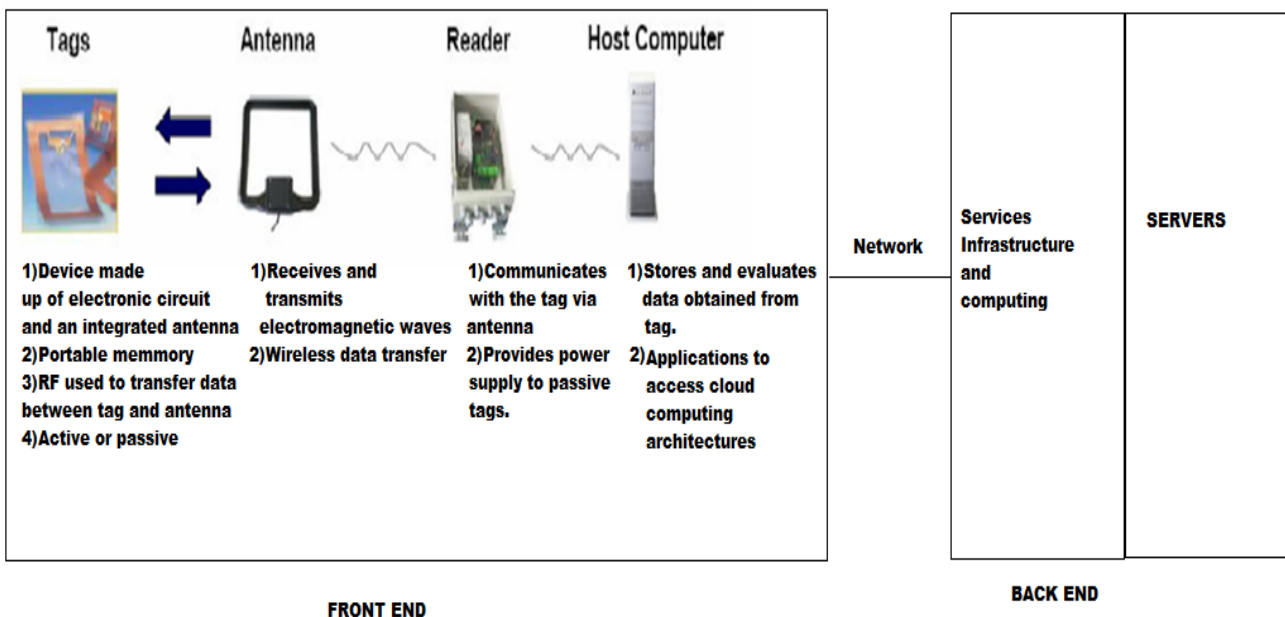 Tags
Antenna
Reader
Host Computer
1)Device made
up of electronic circuit
and an integrated antenna
2)Portable memmory
3)RF used to transfer data
between tag and antenna
4)Active or passive
1)Receives and
transmits
electromagnetic waves
2)Wireless data transfer
1)Communicates
with the tag via
antenna
2)Provides power
supply to passive
tags.
1)Stores and evaluates
data obtained from
tag.
2)Applications to
access cloud
computing
architectures
FRONT END
Network
Services
Infrastructure
and
computing
SERVERS
BACK END